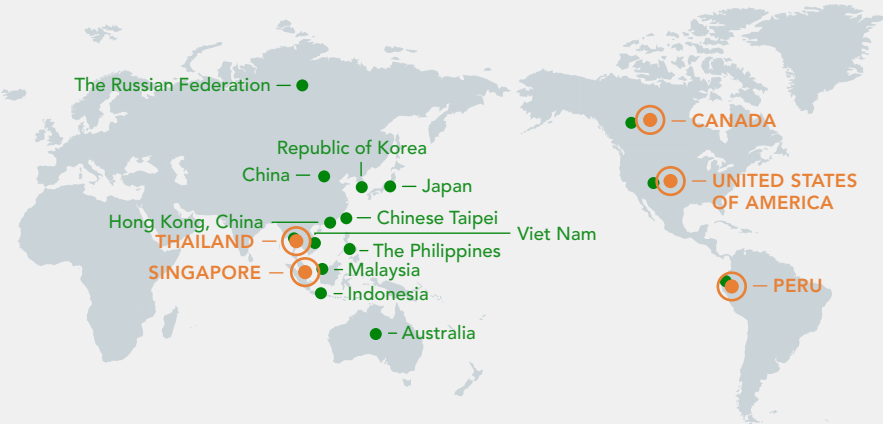 The Russian Federation
CANADA
Republic of Korea
China
Japan
UNITED STATES
OF AMERICA
Hong Kong, China
Chinese Taipei
Viet Nam
THAILAND
The Philippines
SINGAPORE
Malaysia
PERU
Indonesia
Australia